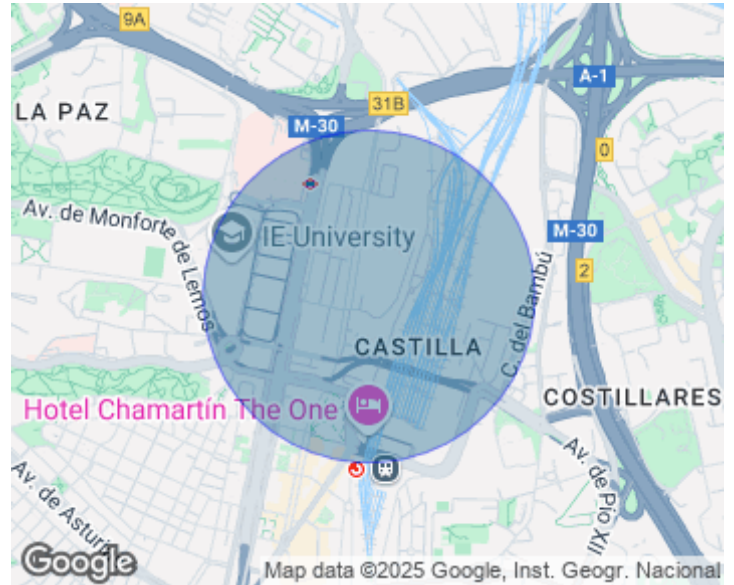 9A
A-1
31B
LA PAZ
M-30
0
Av. de Monforte de Lemos
IE University
M-30
2
C. del Bambú
CASTILLA
COSTILLARES
Hotel Chamartín The One
Av. de Pío XII
Av. de Asturias
Google
Map data ©2025 Google, Inst. Geogr. Nacional